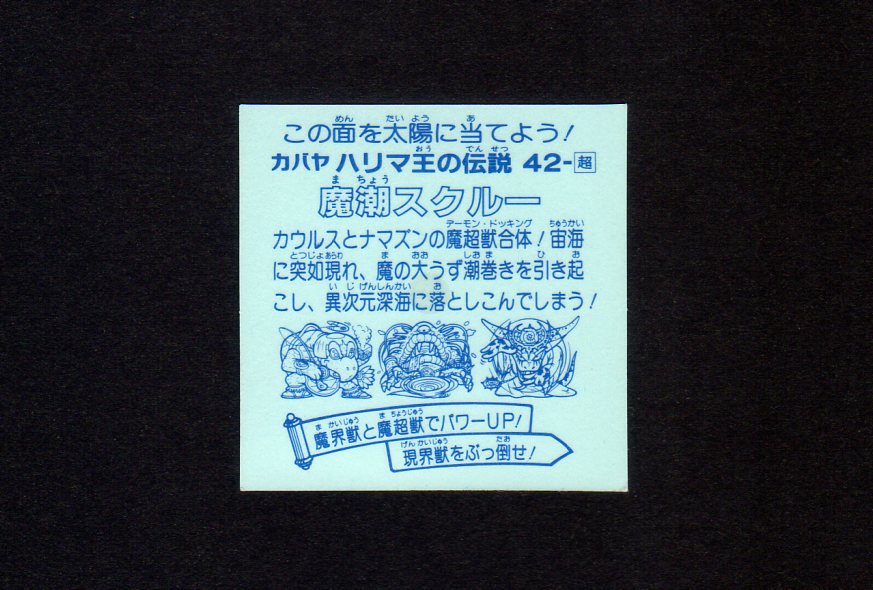 この面を太陽に当てよう!
カバヤ ハリマ王の伝説 42-超
魔潮スクルー
カウルスとナマズンの魔超獣合体!宙海
に突如現れ、魔の大うず潮巻きを引き起
こし、異次元深海に落としこんでしまう!
魔界獣と魔超獣でパワーUP!
現界獣をぶっ倒せ!